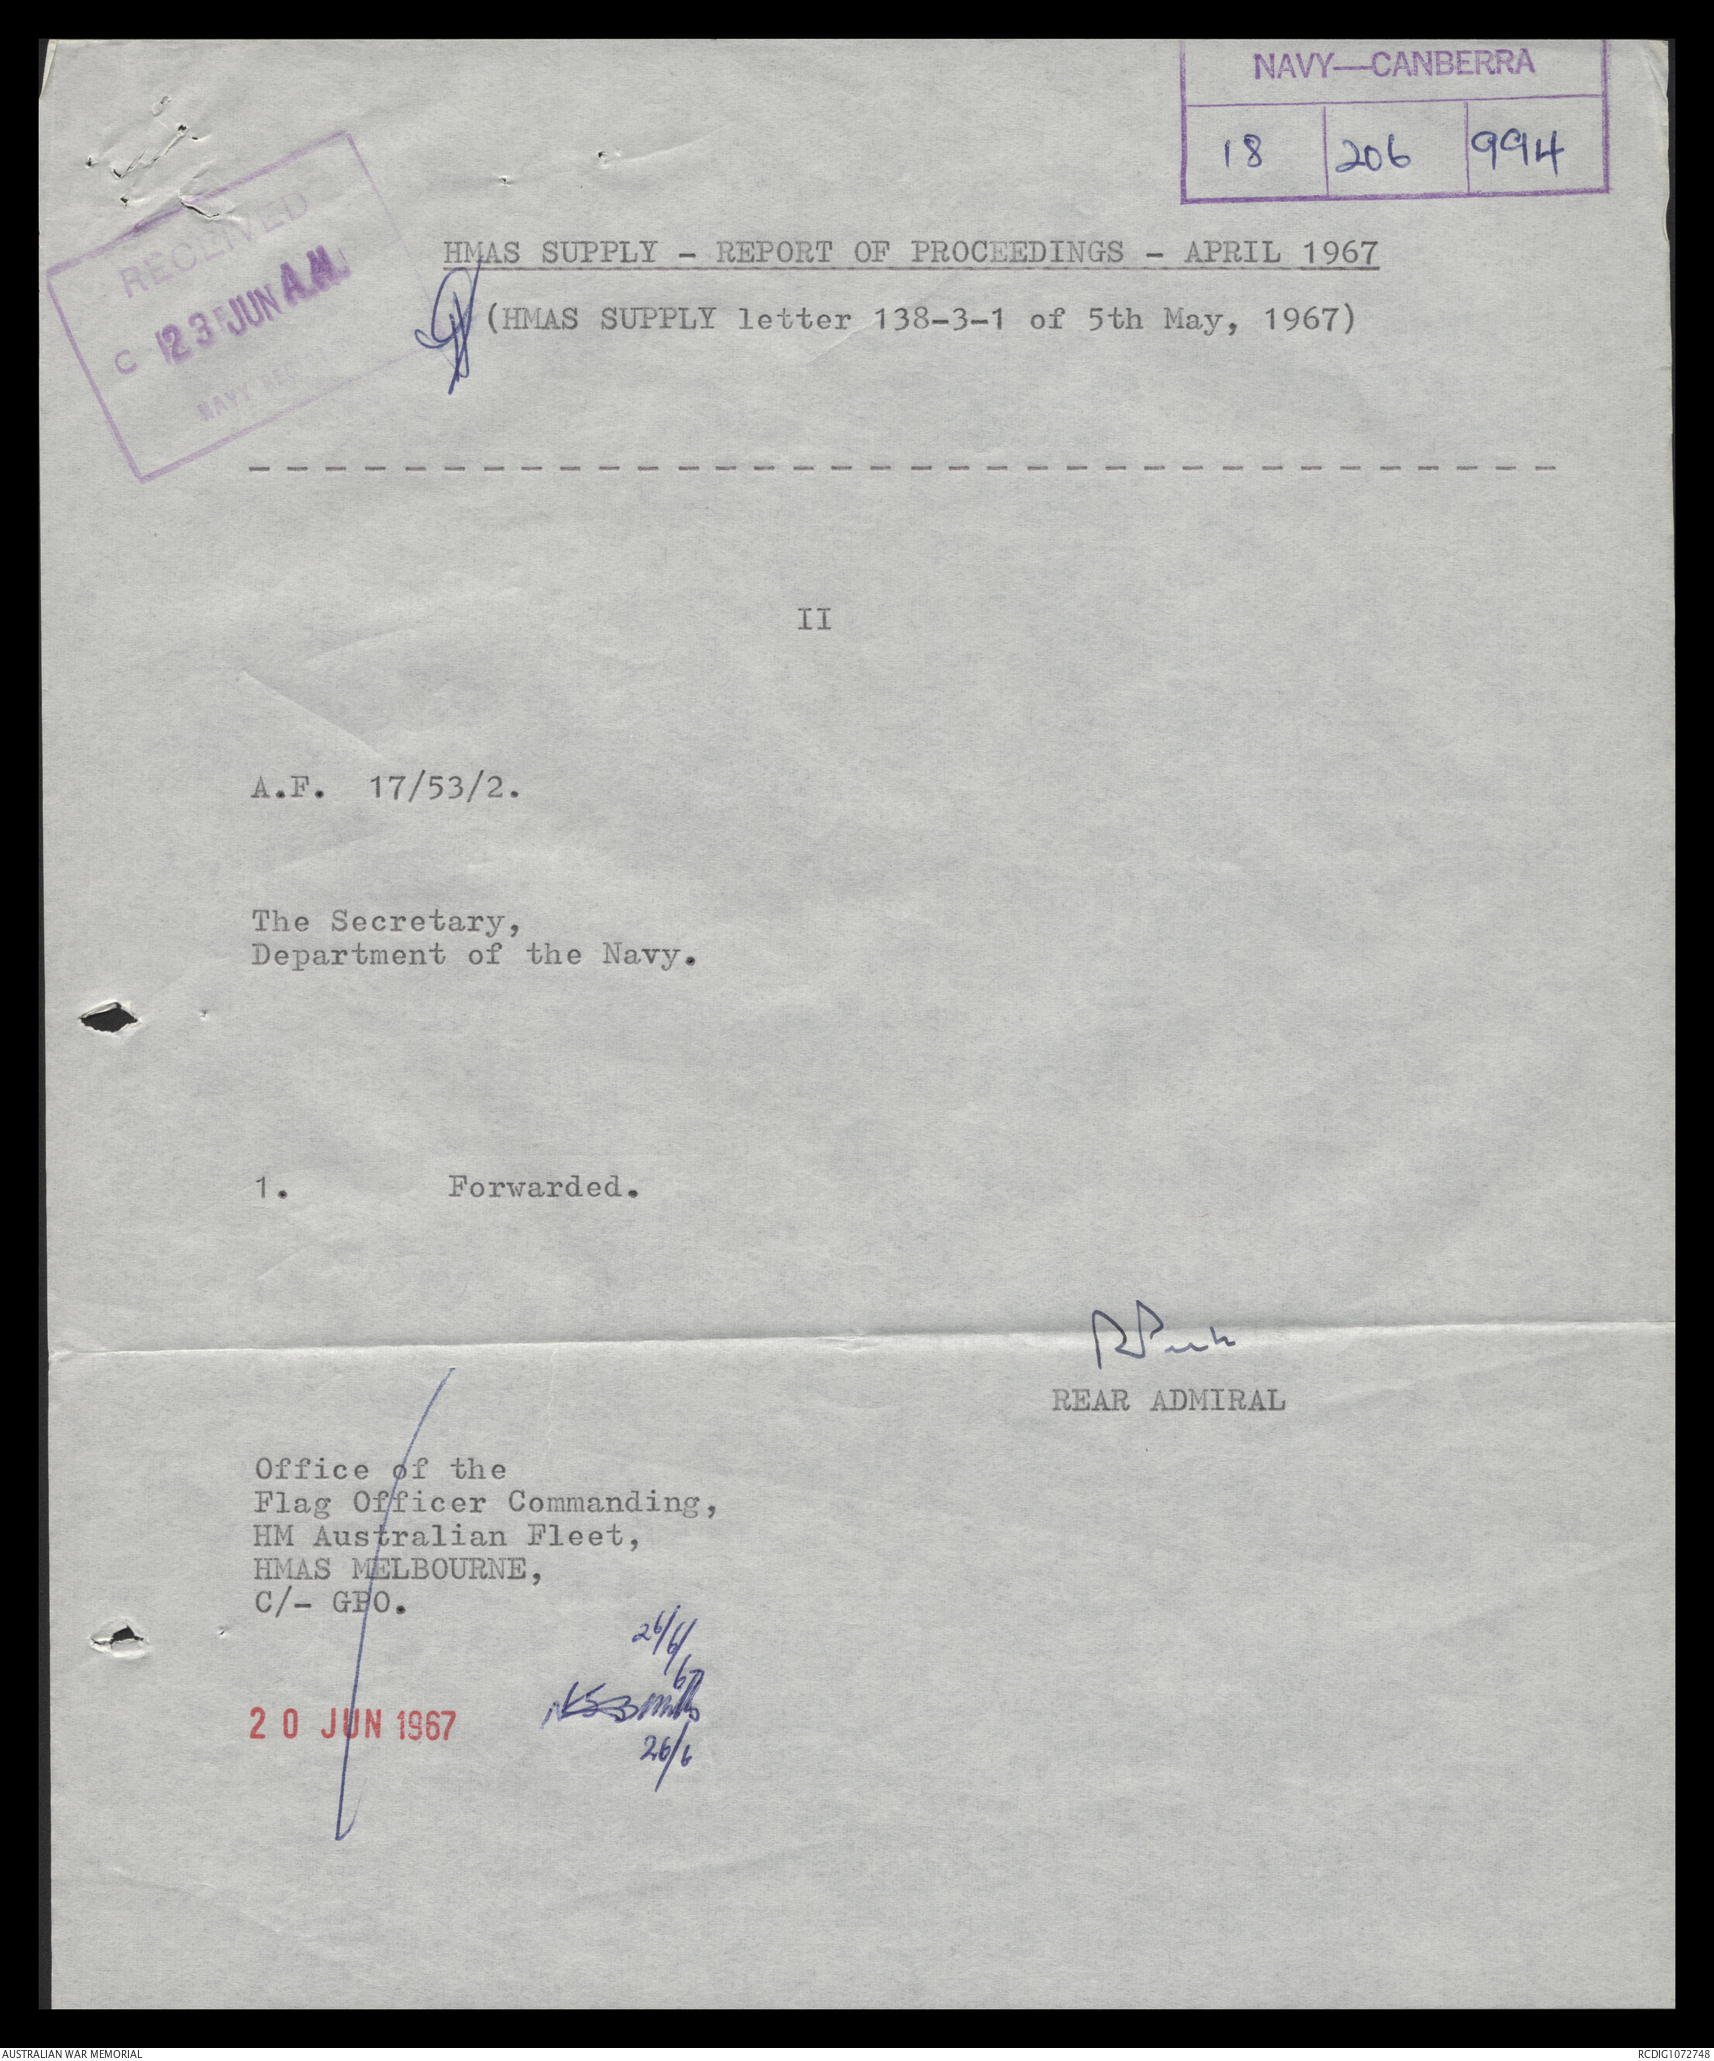 NAVY—CANBERRA
18 206 994
RECEIVED
C 23 JUN A.M.
NAVY
HMAS SUPPLY - REPORT OF PROCEEDINGS - APRIL 1967
(HMAS SUPPLY letter 138-3-1 of 5th May, 1967)
II
A.F. 17/53/2.
The Secretary,
Department of the Navy.
1. Forwarded.
REAR ADMIRAL
Office of the
Flag Officer Commanding,
HM Australian Fleet,
HMAS MELBOURNE,
C/- GPO.
26/6/67
20 JUN 1967
26/6
AUSTRALIAN WAR MEMORIAL
RCDIG1072748